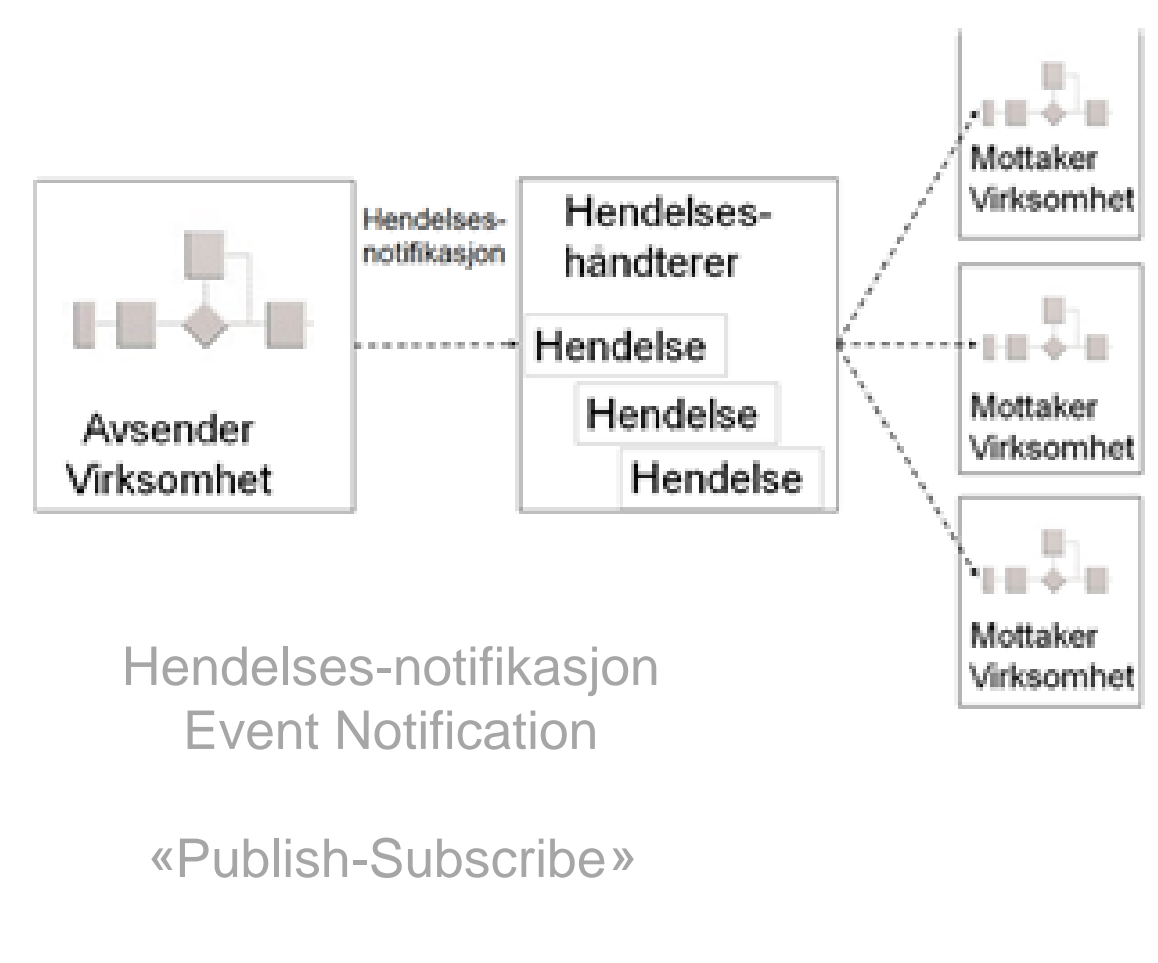 Avsender
Virksomhet
Hendelses-
notifikasjon
Hendelses-
håndterer
Hendelse
Hendelse
Hendelse
Mottaker
Virksomhet
Mottaker
Virksomhet
Mottaker
Virksomhet
Hendelses-notifikasjon
Event Notification
«Publish-Subscribe»